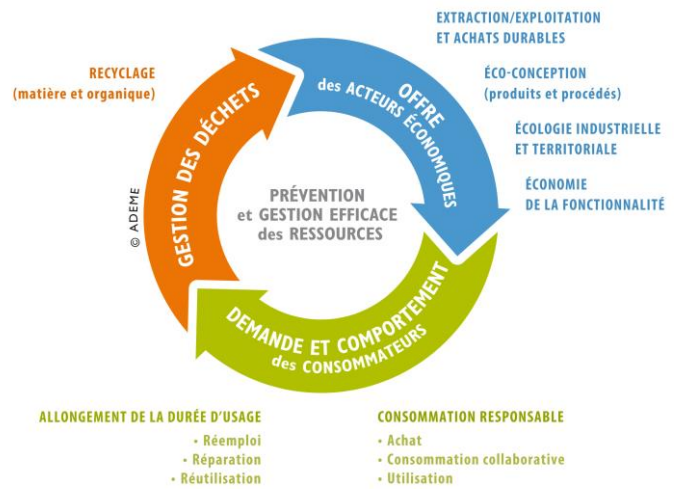 EXTRACTION/EXPLOITATION
ET ACHATS DURABLES
RECYCLAGE
(matière et organique)
OFFRE
des ACTEURS ÉCONOMIQUES
ÉCO-CONCEPTION
(produits et procédés)
ÉCOLOGIE INDUSTRIELLE
ET TERRITORIALE
ÉCONOMIE
DE LA FONCTIONNALITÉ
GESTION DES DÉCHETS
© ADEME
PRÉVENTION
et GESTION EFFICACE
des RESSOURCES
DEMANDE ET COMPORTEMENT
des CONSOMMATEURS
ALLONGEMENT DE LA DURÉE D'USAGE
• Réemploi
• Réparation
• Réutilisation
CONSOMMATION RESPONSABLE
• Achat
• Consommation collaborative
• Utilisation